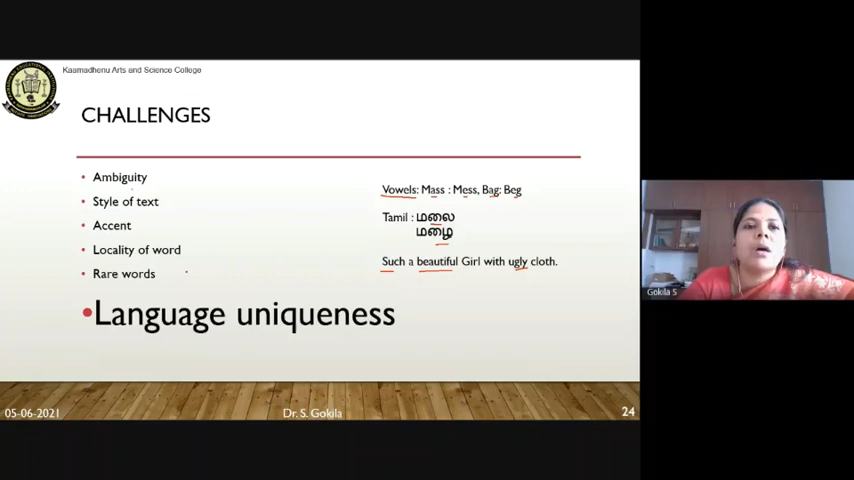 Kaamadhenu Arts and Science College
CHALLENGES
• Ambiguity
• Style of text
• Accent
• Locality of word
• Rare words
• Language uniqueness
Vowels: Mass : Mess, Bag: Beg
Tamil : மலை
மழை
Such a beautiful Girl with ugly cloth.
05-06-2021
Dr. S. Gokila
24
Gokila S